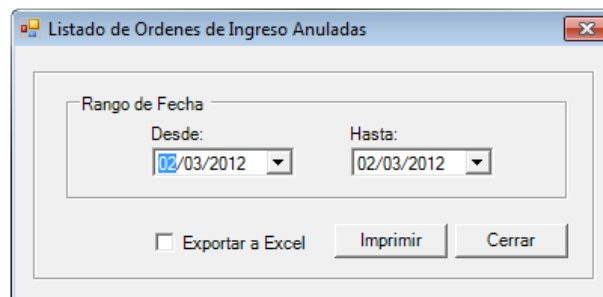 Listado de Ordenes de Ingreso Anuladas
Rango de Fecha
Desde: Hasta:
02/03/2012 02/03/2012
Exportar a Excel Imprimir Cerrar